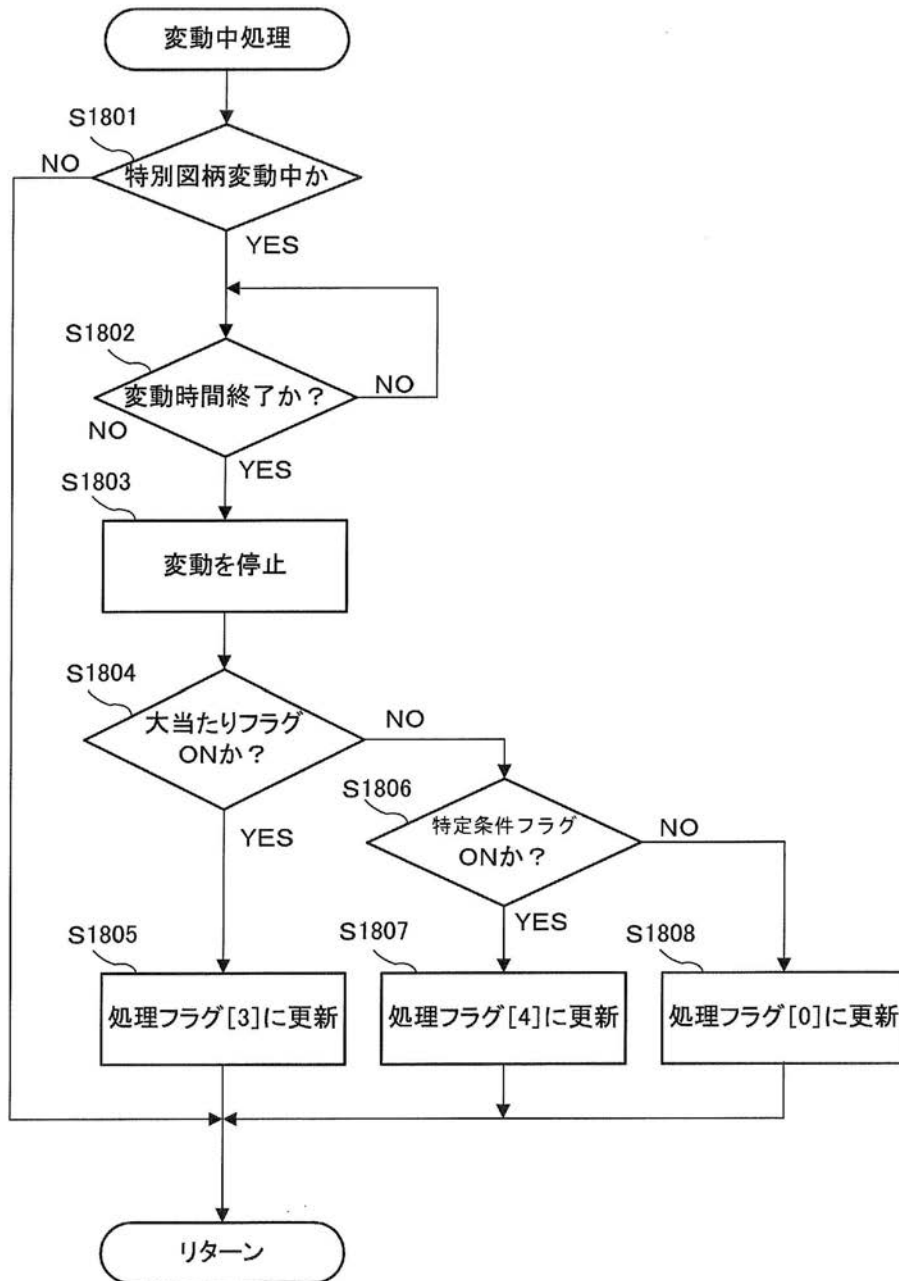 変動中処理
S1801
NO
特別図柄変動中か
YES
S1802
変動時間終了か？
NO
NO
YES
S1803
変動を停止
S1804
大当たりフラグ
ONか？
NO
YES
S1806
特定条件フラグ
ONか？
NO
YES
S1805
処理フラグ[3]に更新
S1807
処理フラグ[4]に更新
S1808
処理フラグ[0]に更新
リターン